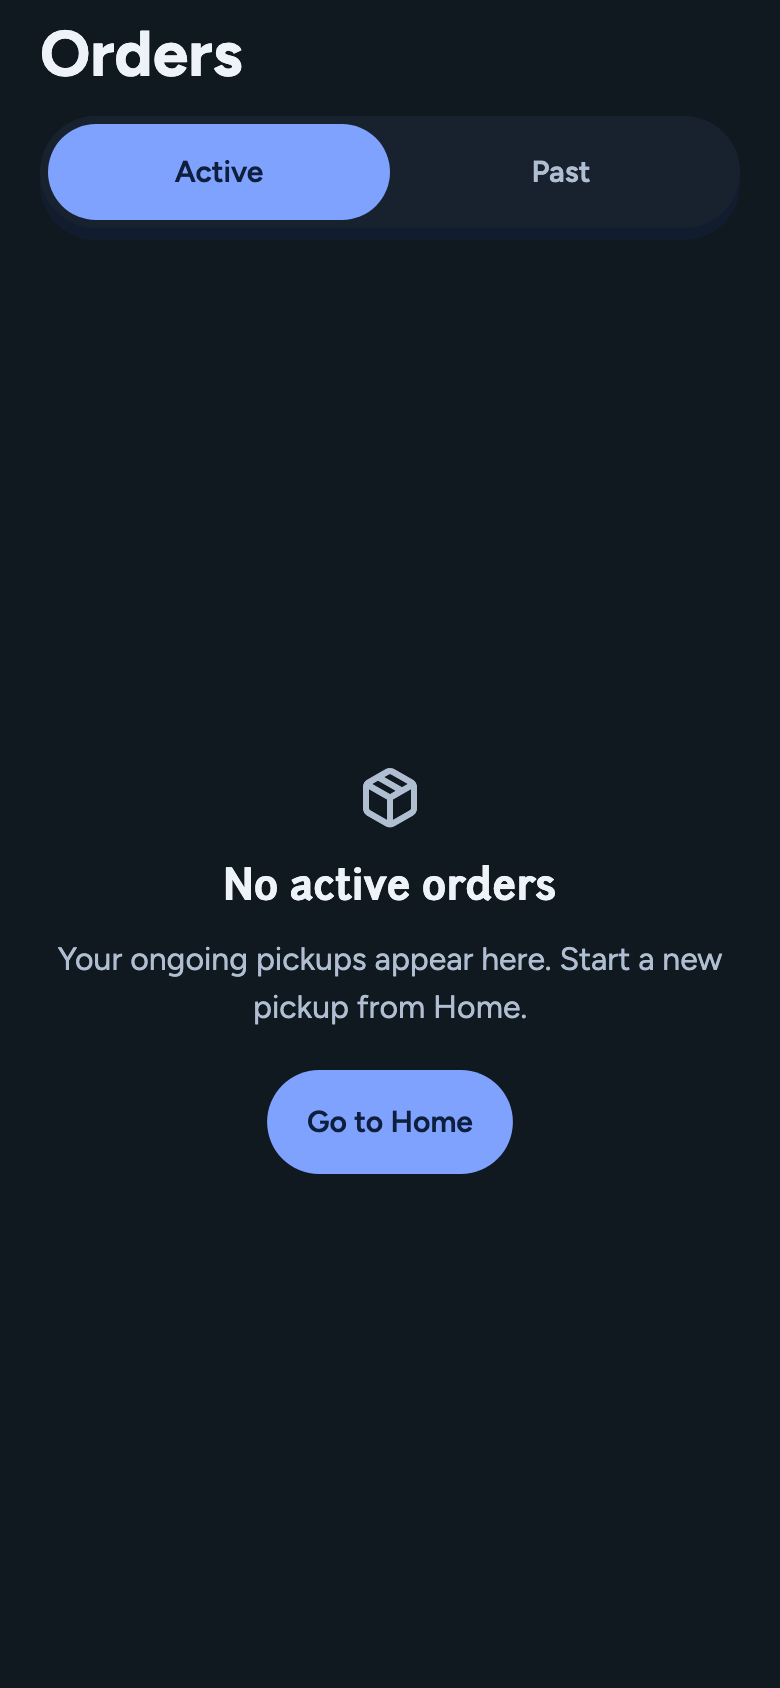 Orders
Active
Past
No active orders
Your ongoing pickups appear here. Start a new
pickup from Home.
Go to Home